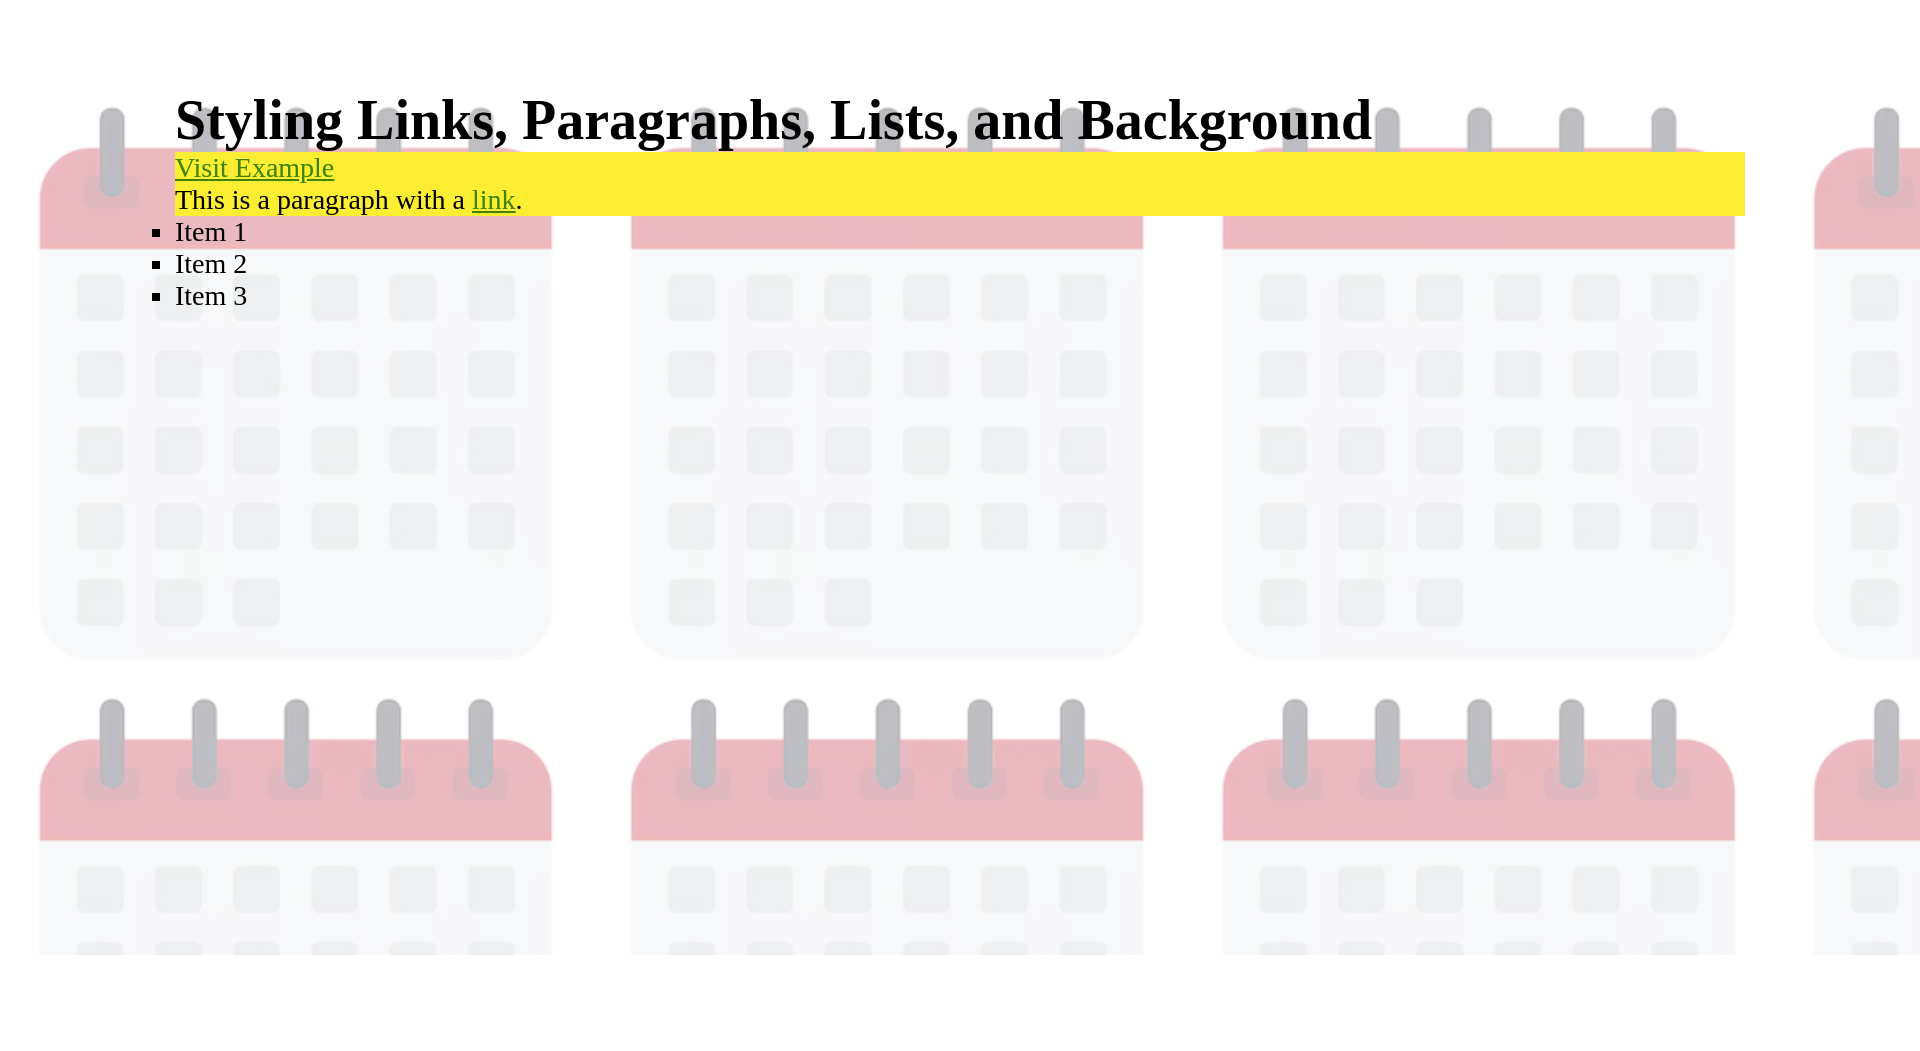 Styling Links, Paragraphs, Lists, and Background
Visit Example
This is a paragraph with a link.
Item 1
Item 2
Item 3